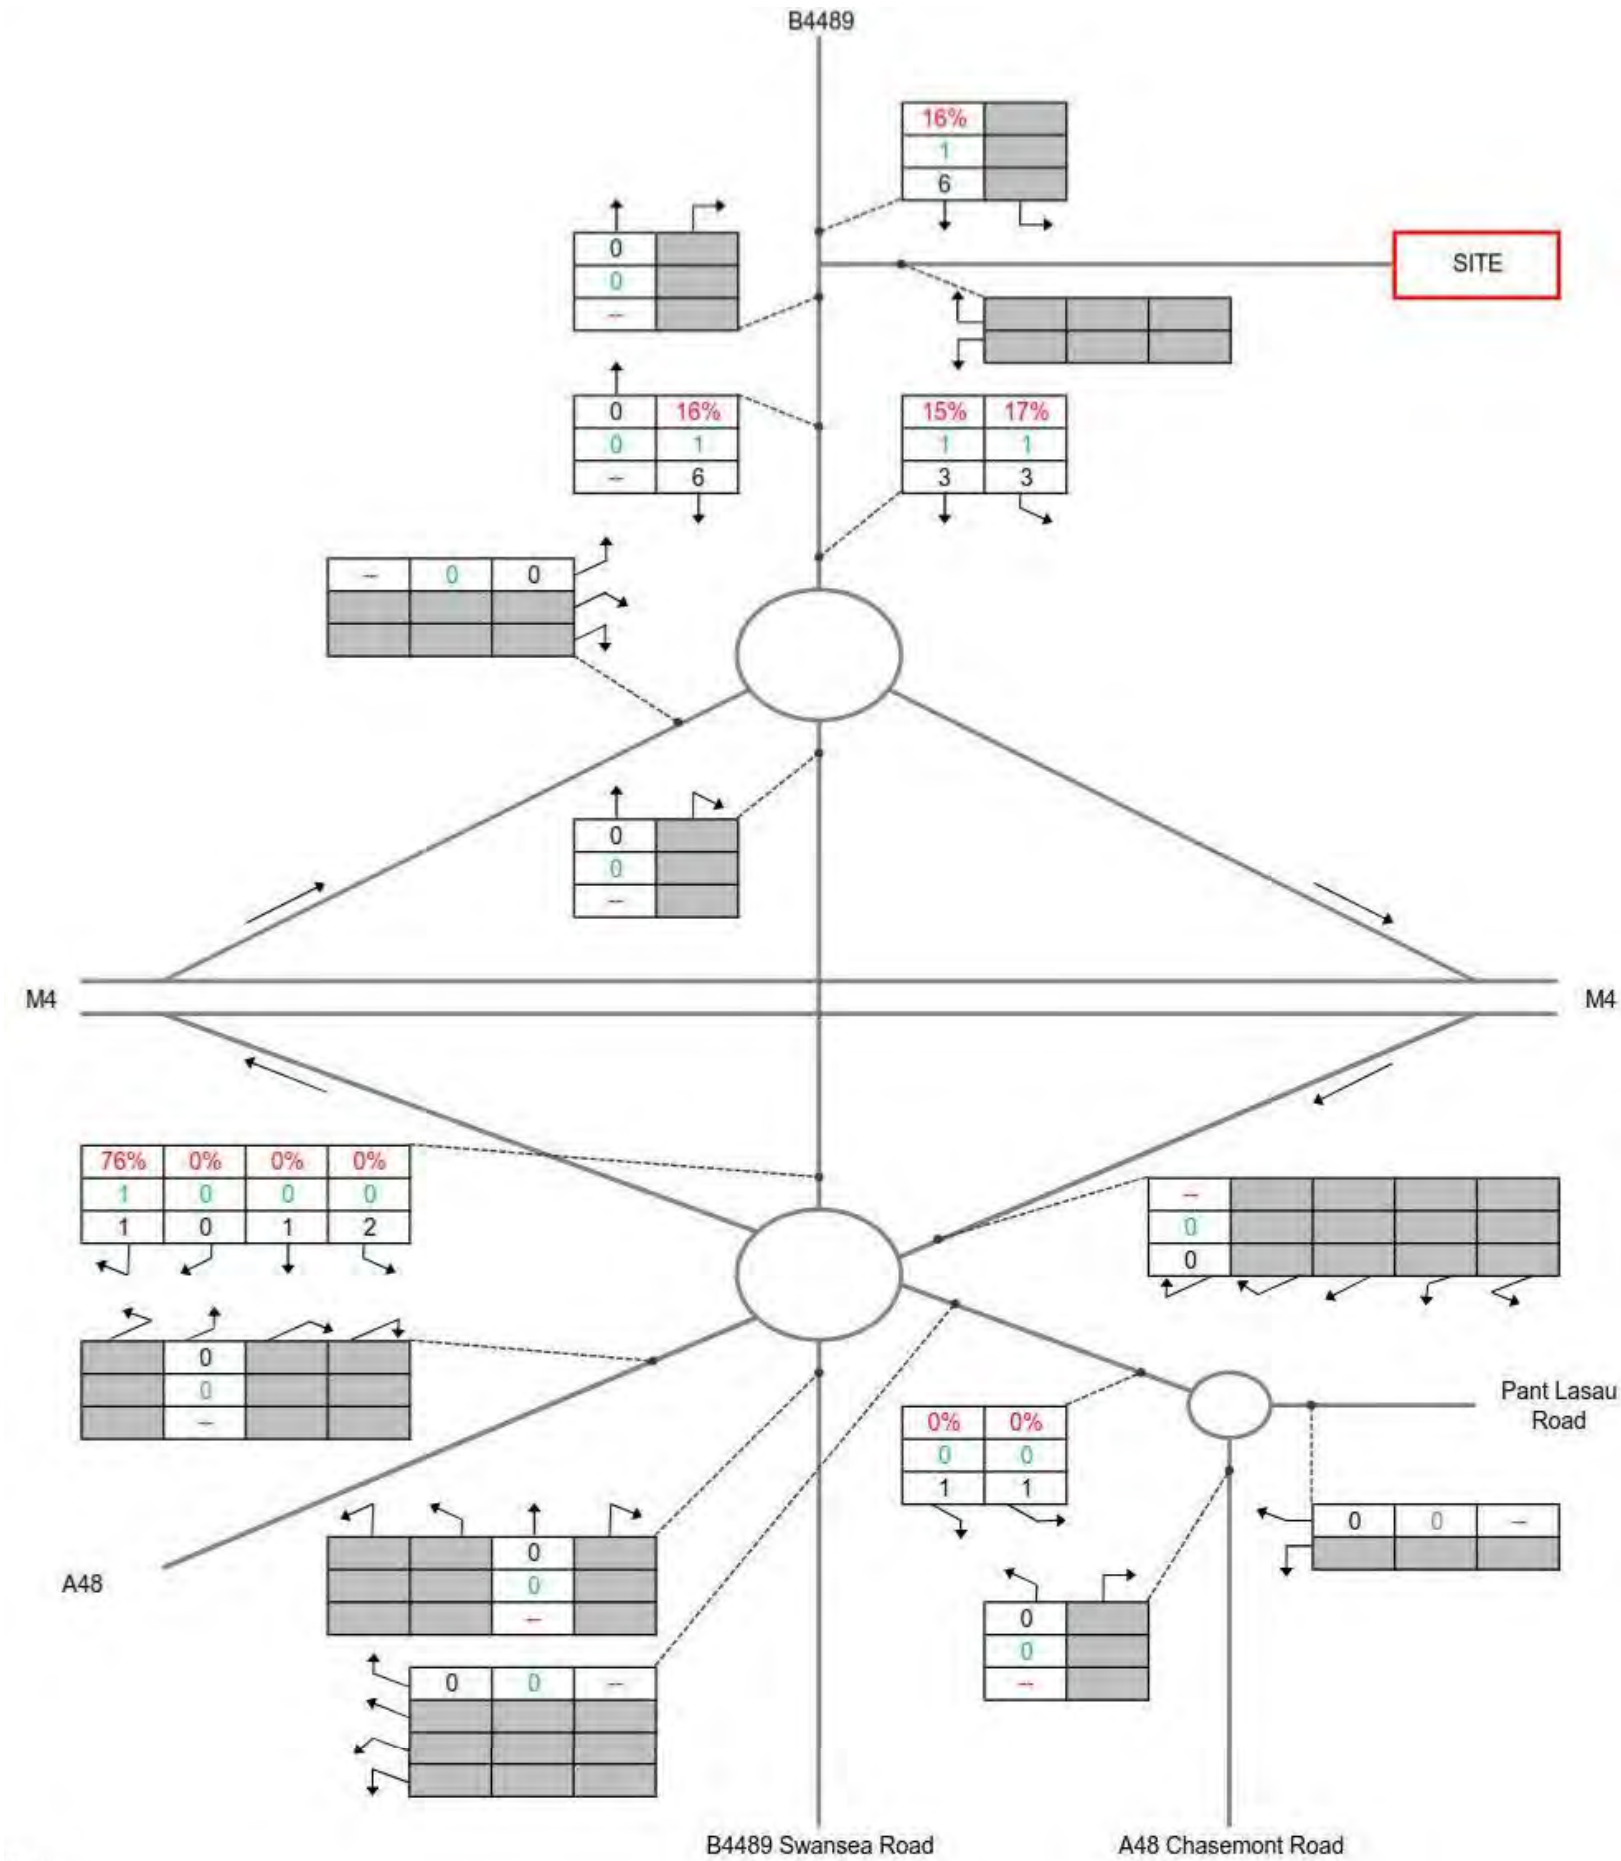 B4489
16%
1
6
0
0
--
SITE
0 16%
0 1
-- 6
15% 17%
1 1
3 3
-- 0 0
0
0
--
M4
M4
76% 0% 0% 0%
1 0 0 0
1 0 1 2
--
0
0
0
0
--
0% 0%
0 0
1 1
Pant Lasau
Road
0 0 --
A48
0
0
--
0
0
--
0 0 --
B4489 Swansea Road
A48 Chasemont Road